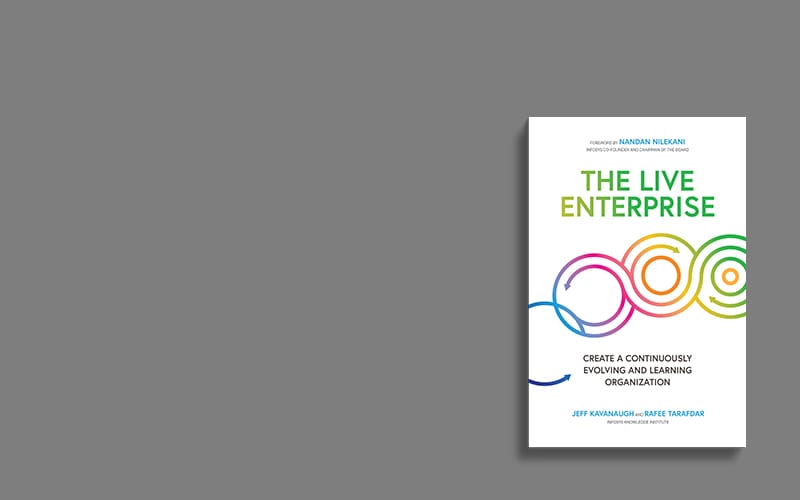 FOREWORD BY NANDAN NILEKANI
INFOSYS CO-FOUNDER AND CHAIRMAN OF THE BOARD
THE LIVE
ENTERPRISE
CREATE A CONTINUOUSLY
EVOLVING AND LEARNING
ORGANIZATION
JEFF KAVANAUGH AND RAFEE TARAFDAR
INFOSYS KNOWLEDGE INSTITUTE